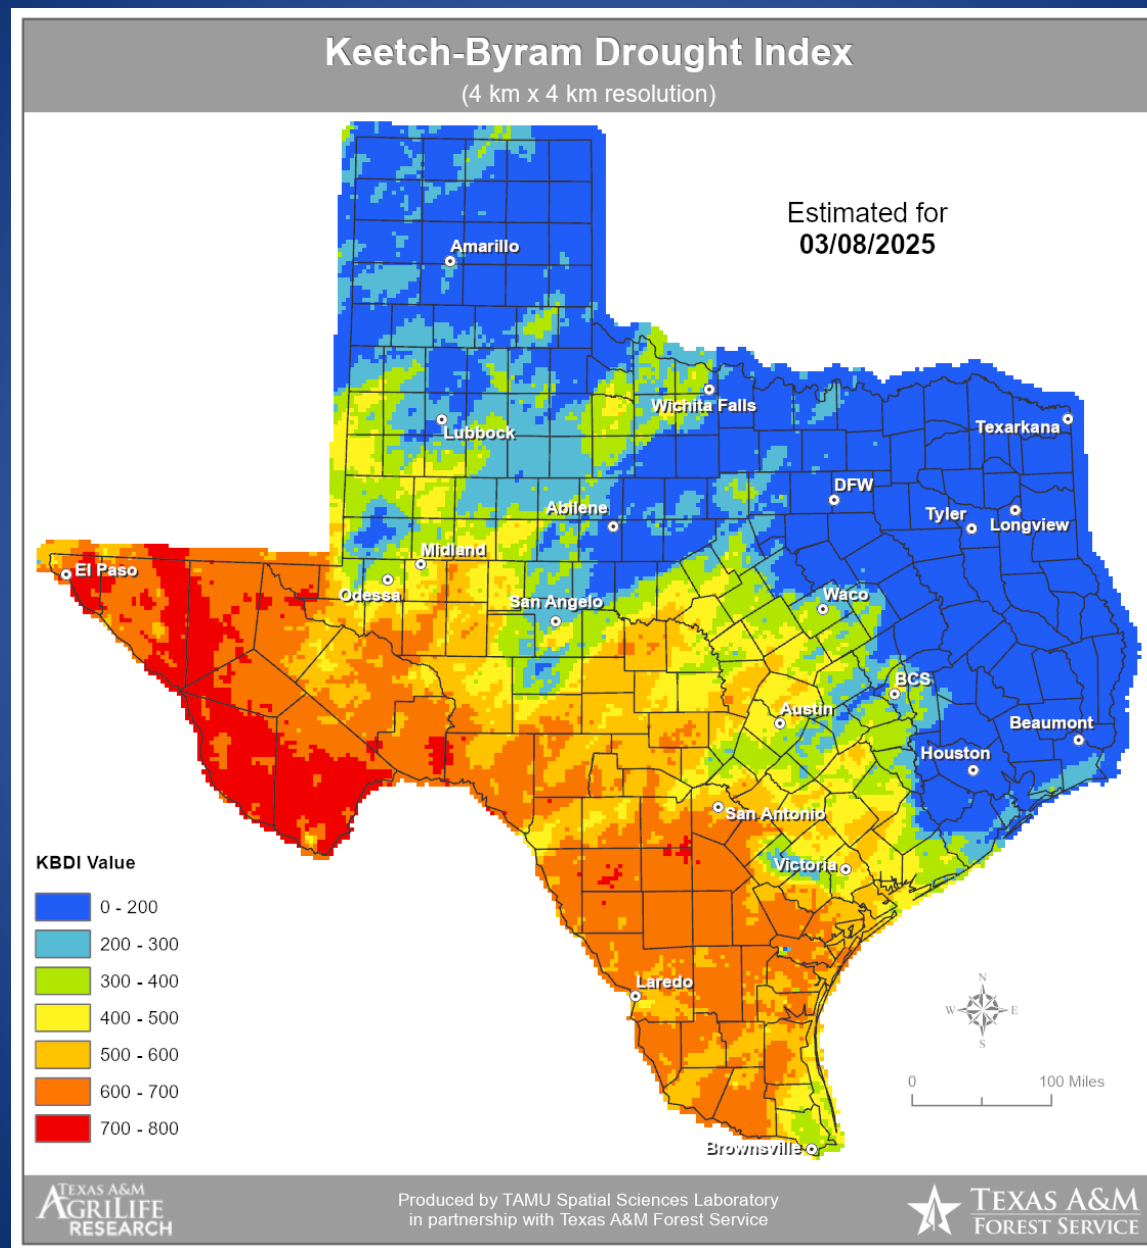 Keetch-Byram Drought Index
(4 km x 4 km resolution)
Estimated for
03/08/2025
Amarillo
Wichita Falls
Texarkana
Lubbock
DFW
Abilene
Tyler
Longview
Midland
El Paso
Odessa
San Angelo
Waco
BCS
Austin
Beaumont
Houston
San Antonio
Victoria
Laredo
Brownsville
KBDI Value
0 - 200
200 - 300
300 - 400
400 - 500
500 - 600
600 - 700
700 - 800
N
W E
S
0 100 Miles
TEXAS A&M
AGRILIFE
RESEARCH
Produced by TAMU Spatial Sciences Laboratory
in partnership with Texas A&M Forest Service
TEXAS A&M
FOREST SERVICE